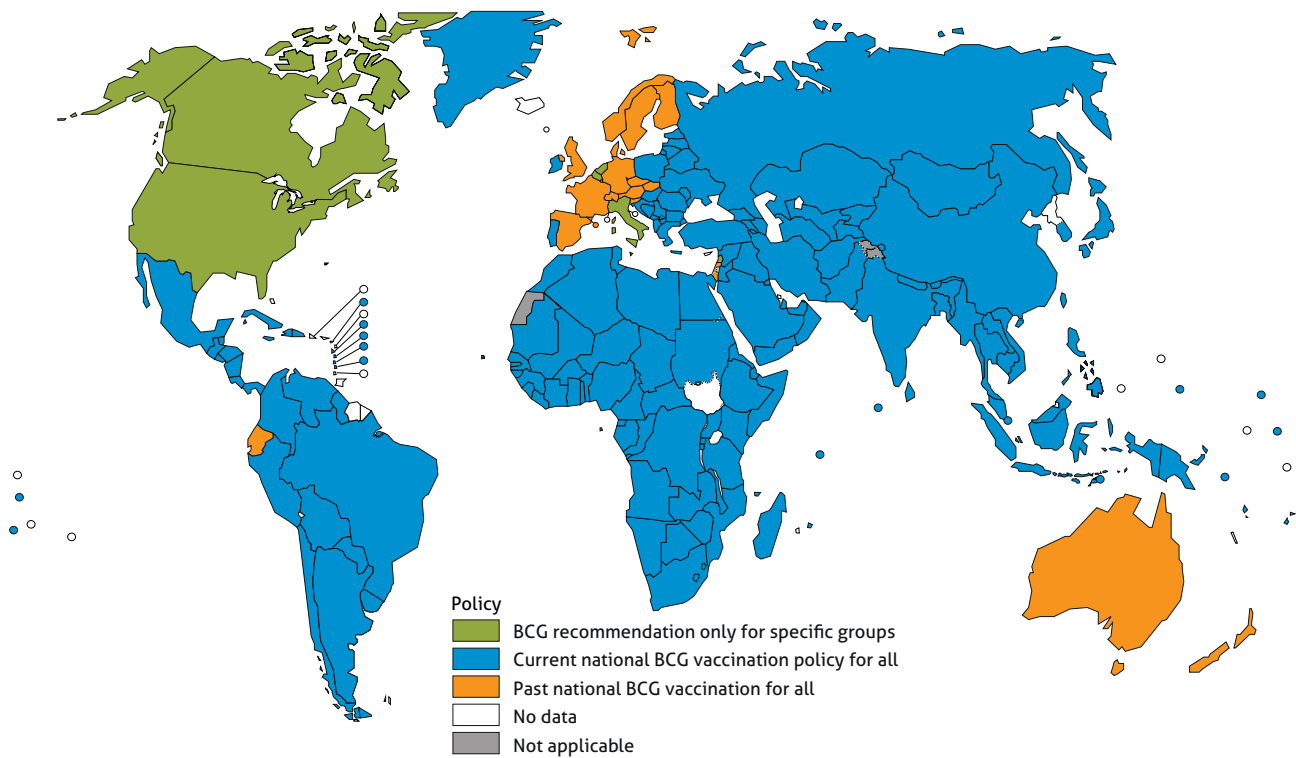 Policy
BCG recommendation only for specific groups
Current national BCG vaccination policy for all
Past national BCG vaccination for all
No data
Not applicable